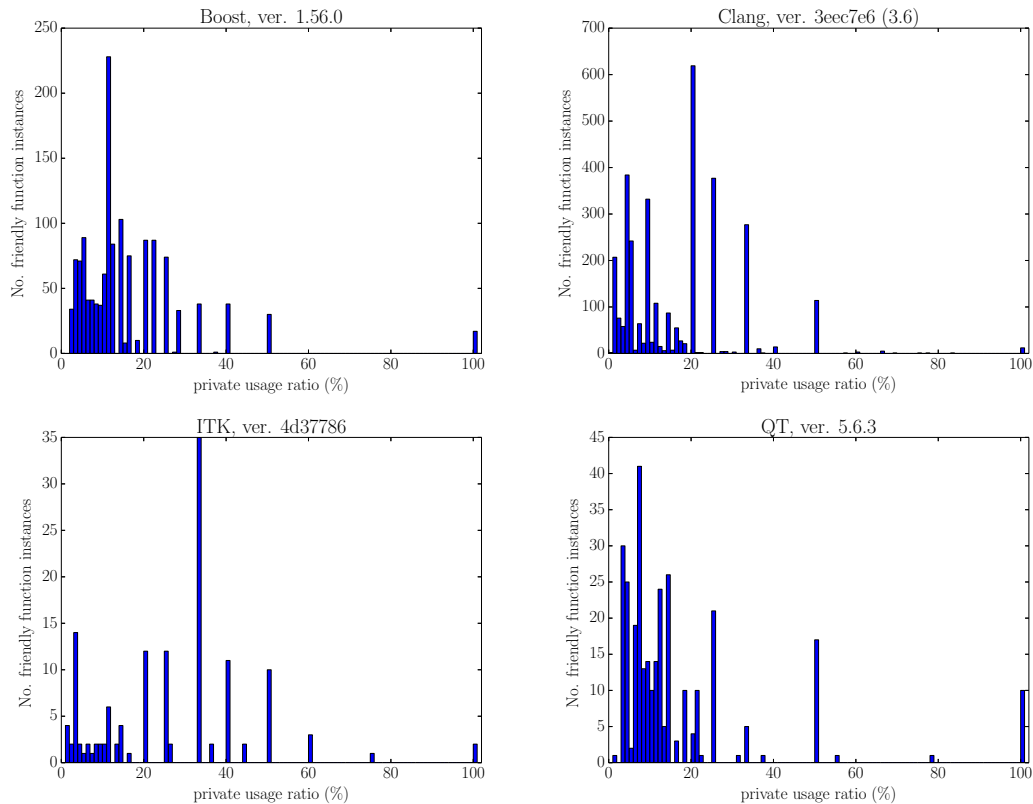 Boost, ver. 1.56.0
No. friendly function instances
250
200
150
100
50
0
0 20 40 60 80 100
private usage ratio (%)
Clang, ver. 3eec7e6 (3.6)
No. friendly function instances
700
600
500
400
300
200
100
0
0 20 40 60 80 100
private usage ratio (%)
ITK, ver. 4d37786
No. friendly function instances
35
30
25
20
15
10
5
0
0 20 40 60 80 100
private usage ratio (%)
QT, ver. 5.6.3
No. friendly function instances
45
40
35
30
25
20
15
10
5
0
0 20 40 60 80 100
private usage ratio (%)